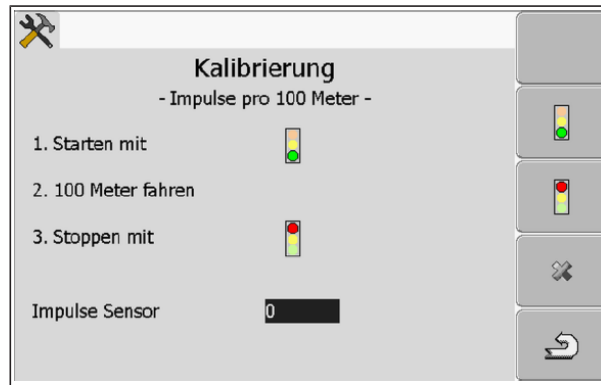 Kalibrierung
- Impulse pro 100 Meter -
1. Starten mit
2. 100 Meter fahren
3. Stoppen mit
Impulse Sensor 0